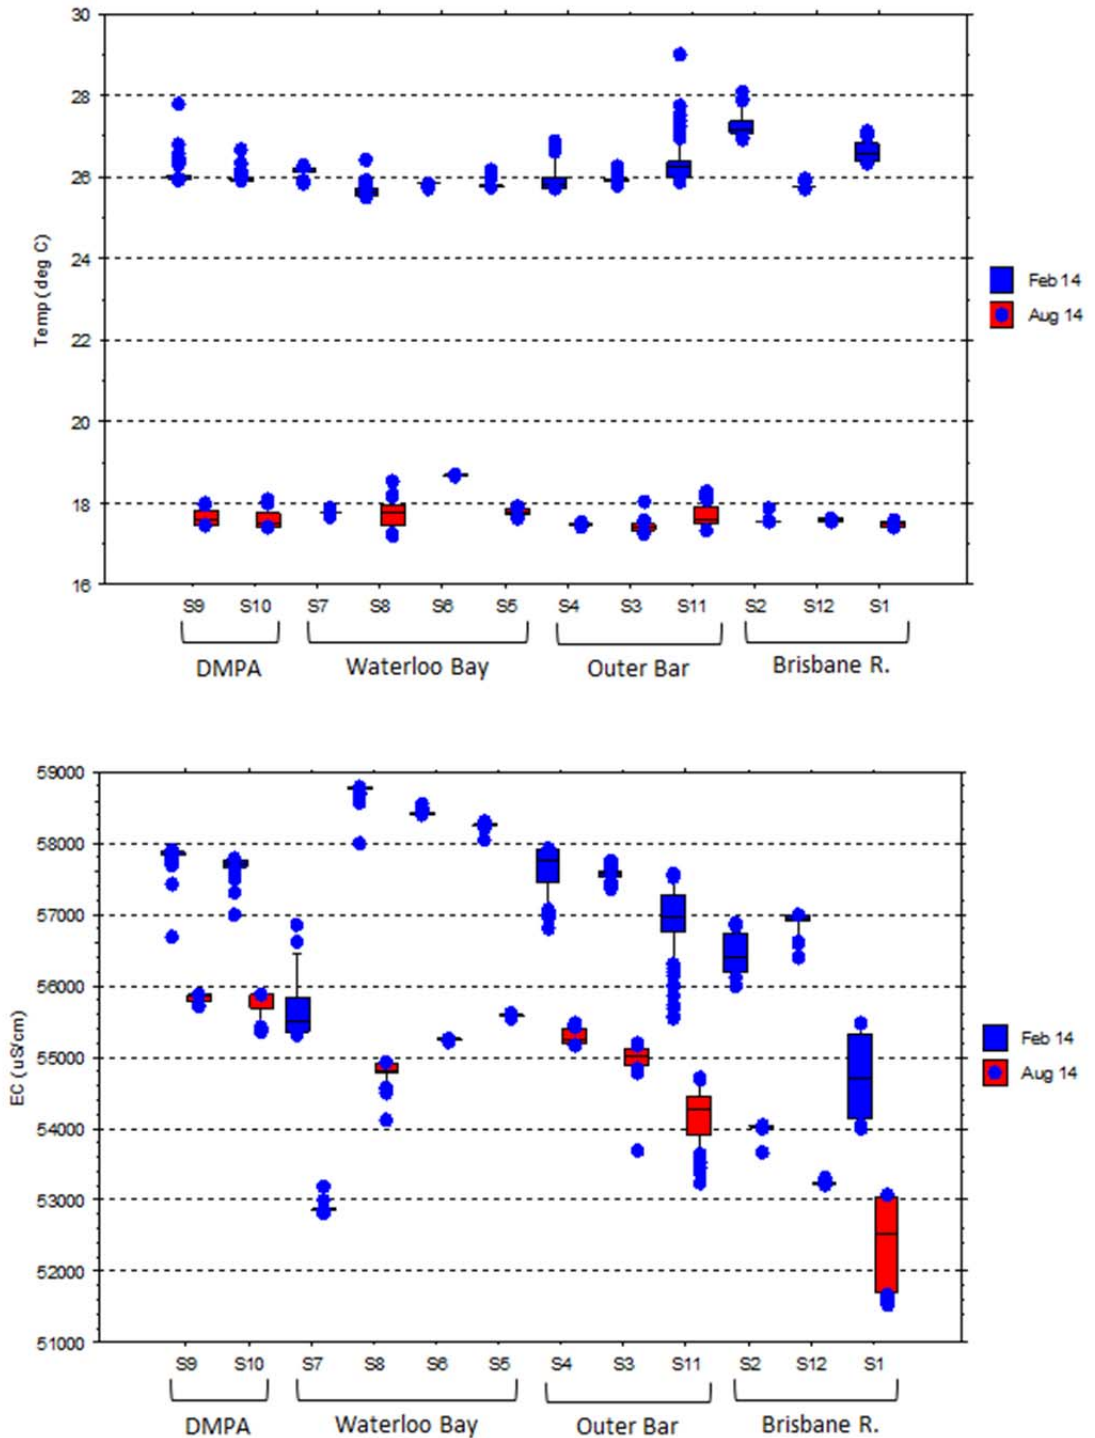 30
28
26
24
22
20
18
16
Temp (deg C)
Feb 14
Aug 14
S9 S10 S7 S8 S6 S5 S4 S3 S11 S2 S12 S1
DMPA Waterloo Bay Outer Bar Brisbane R.
59000
58000
57000
56000
55000
54000
53000
52000
51000
EC (uS/cm)
Feb 14
Aug 14
S9 S10 S7 S8 S6 S5 S4 S3 S11 S2 S12 S1
DMPA Waterloo Bay Outer Bar Brisbane R.